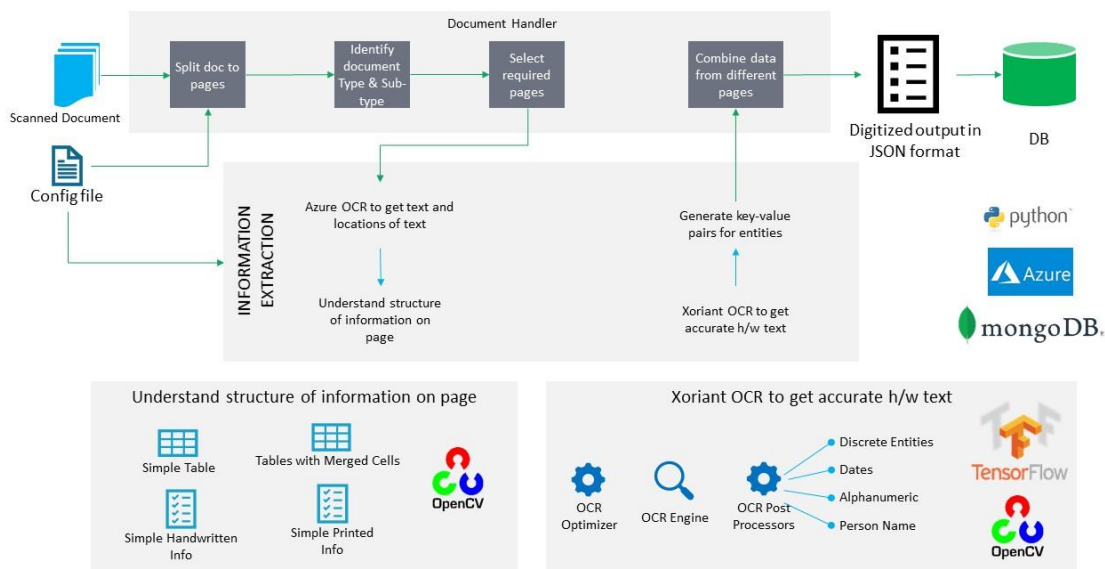 Document Handler
Scanned Document
Split doc to
pages
Identify
document
Type & Sub-
type
Select
required
pages
Combine data
from different
pages
Digitized output in
JSON format
DB
Config file
INFORMATION
EXTRACTION
Azure OCR to get text and
locations of text
Understand structure
of information on
page
Generate key-value
pairs for entities
Xoriant OCR to get
accurate h/w text
python™
Azure
mongoDB®
Understand structure of information on page
Simple Table
Tables with Merged Cells
Simple Handwritten
Info
Simple Printed
Info
OpenCV
Xoriant OCR to get accurate h/w text
OCR
Optimizer
OCR Engine
OCR Post
Processors
Discrete Entities
Dates
Alphanumeric
Person Name
TensorFlow
OpenCV